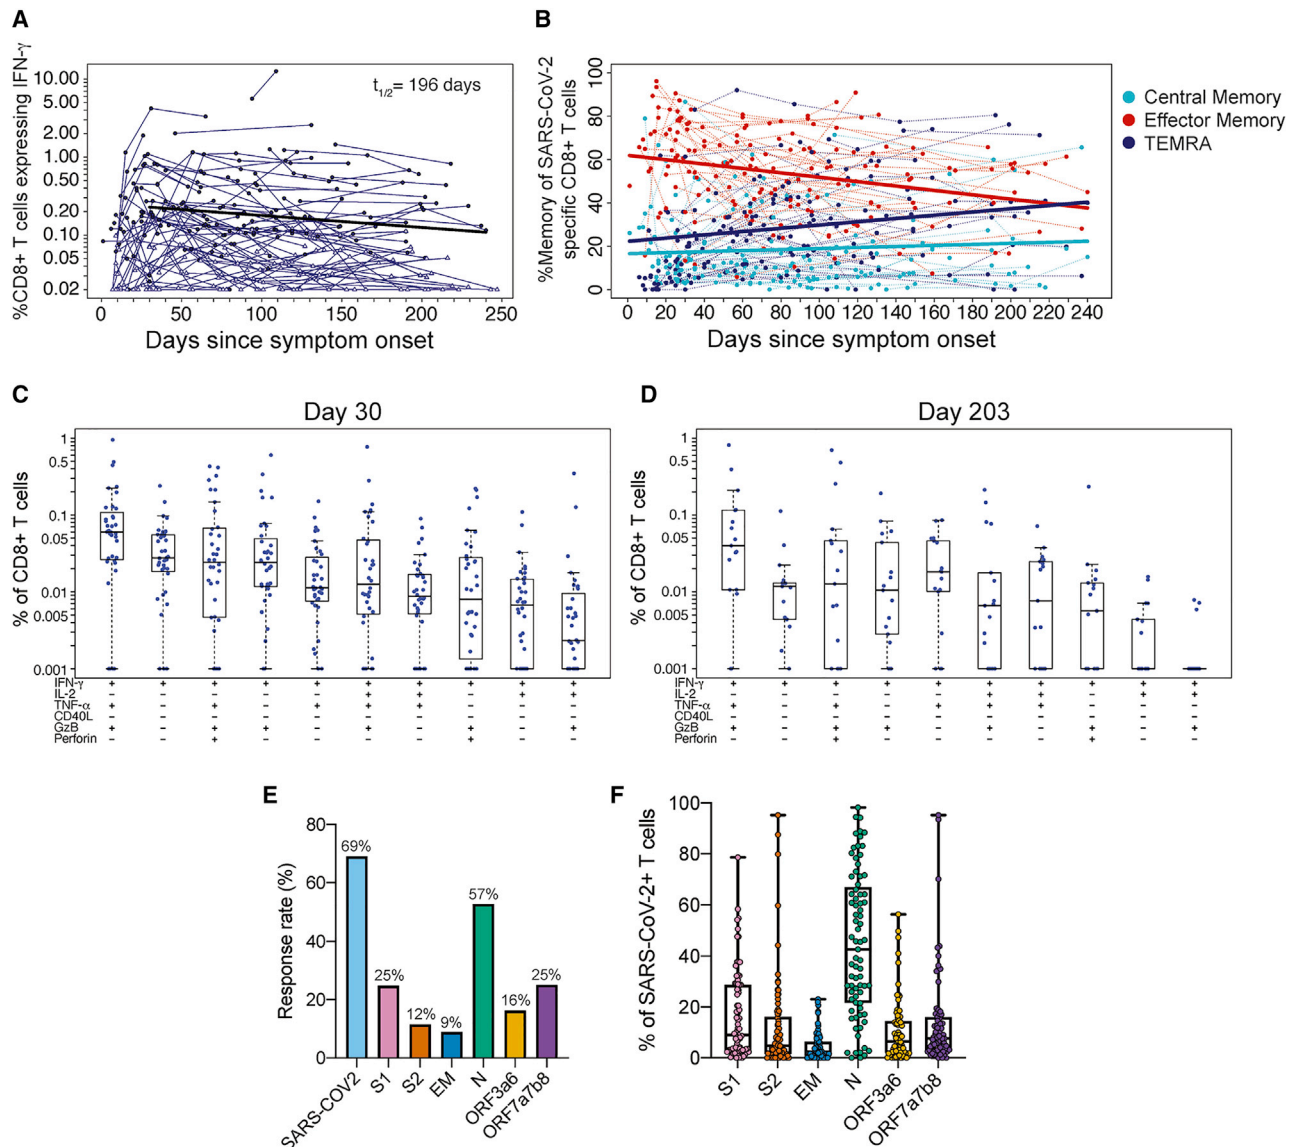 A
%CD8+ T cells expressing IFN-γ
10.00
5.00
2.00
1.00
0.50
0.20
0.10
0.05
0.02
t1/2= 196 days
0 50 100 150 200 250
Days since symptom onset
B
%Memory of SARS-CoV-2
specific CD8+ T cells
100
80
60
40
20
0
0 20 40 60 80 100 120 140 160 180 200 220 240
Days since symptom onset
Central Memory
Effector Memory
TEMRA
C
Day 30
% of CD8+ T cells
1
0.5
0.1
0.05
0.01
0.005
0.001
IFN-γ + + + + + + + + + +
IL-2 − − − − − + + − + +
TNF-α + − + − + + + − − −
CD40L − − − − − − − − − −
GzB + − + + − + − + − +
Perforin − − + − − − − + − −
D
Day 203
% of CD8+ T cells
1
0.5
0.1
0.05
0.01
0.005
0.001
IFN-γ + + + + + + + + + +
IL-2 − − − − − + + − + +
TNF-α + − + − + + + − − −
CD40L − − − − − − − − − −
GzB + − + + − + − + − +
Perforin − − + − − − − + − −
E
Response rate (%)
80
60
40
20
0
69%
25%
12%
9%
57%
16%
25%
SARS-COV2
S1
S2
EM
N
ORF3a6
ORF7a7b8
F
% of SARS-CoV-2+ T cells
100
80
60
40
20
0
S1
S2
EM
N
ORF3a6
ORF7a7b8